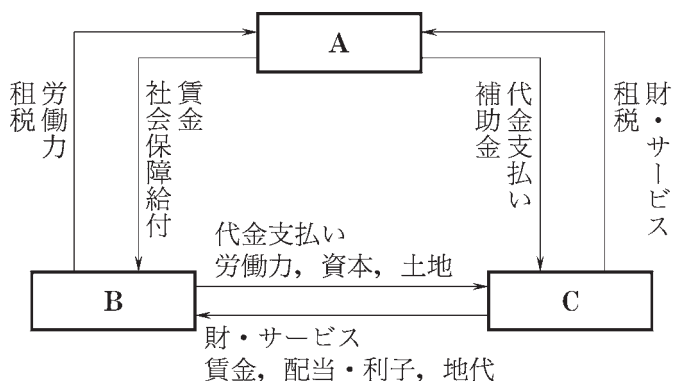 A
労働力
租税
賃金
社会保障給付
代金支払い
補助金
財・サービス
租税
代金支払い
労働力，資本，土地
B
C
財・サービス
賃金，配当・利子，地代